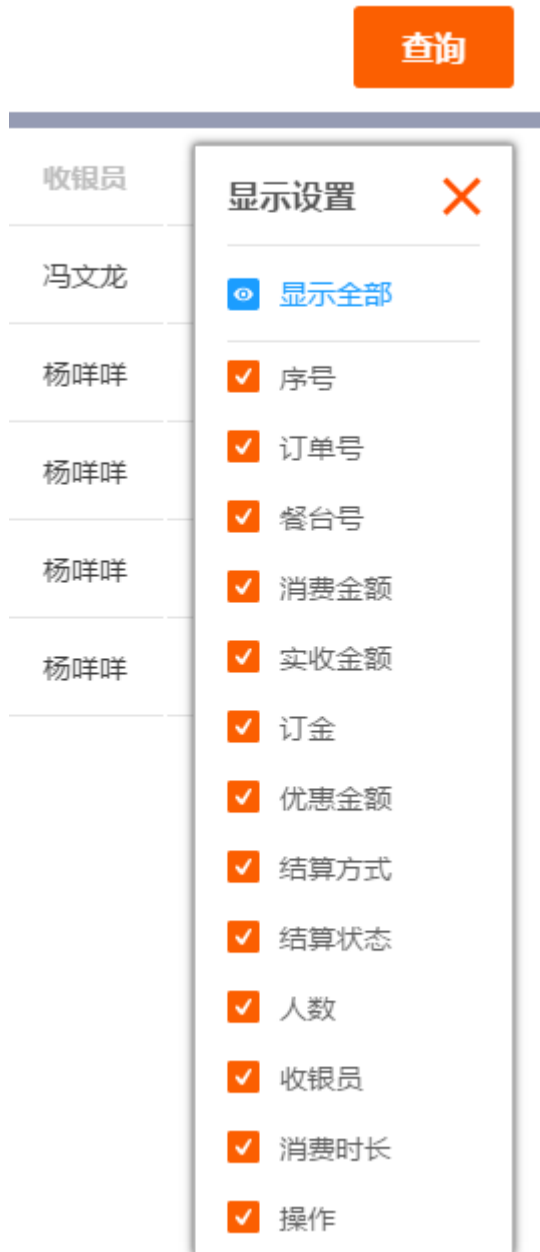 查询
收银员
冯文龙
杨咩咩
杨咩咩
杨咩咩
杨咩咩
显示设置
显示全部
序号
订单号
餐台号
消费金额
实收金额
订金
优惠金额
结算方式
结算状态
人数
收银员
消费时长
操作